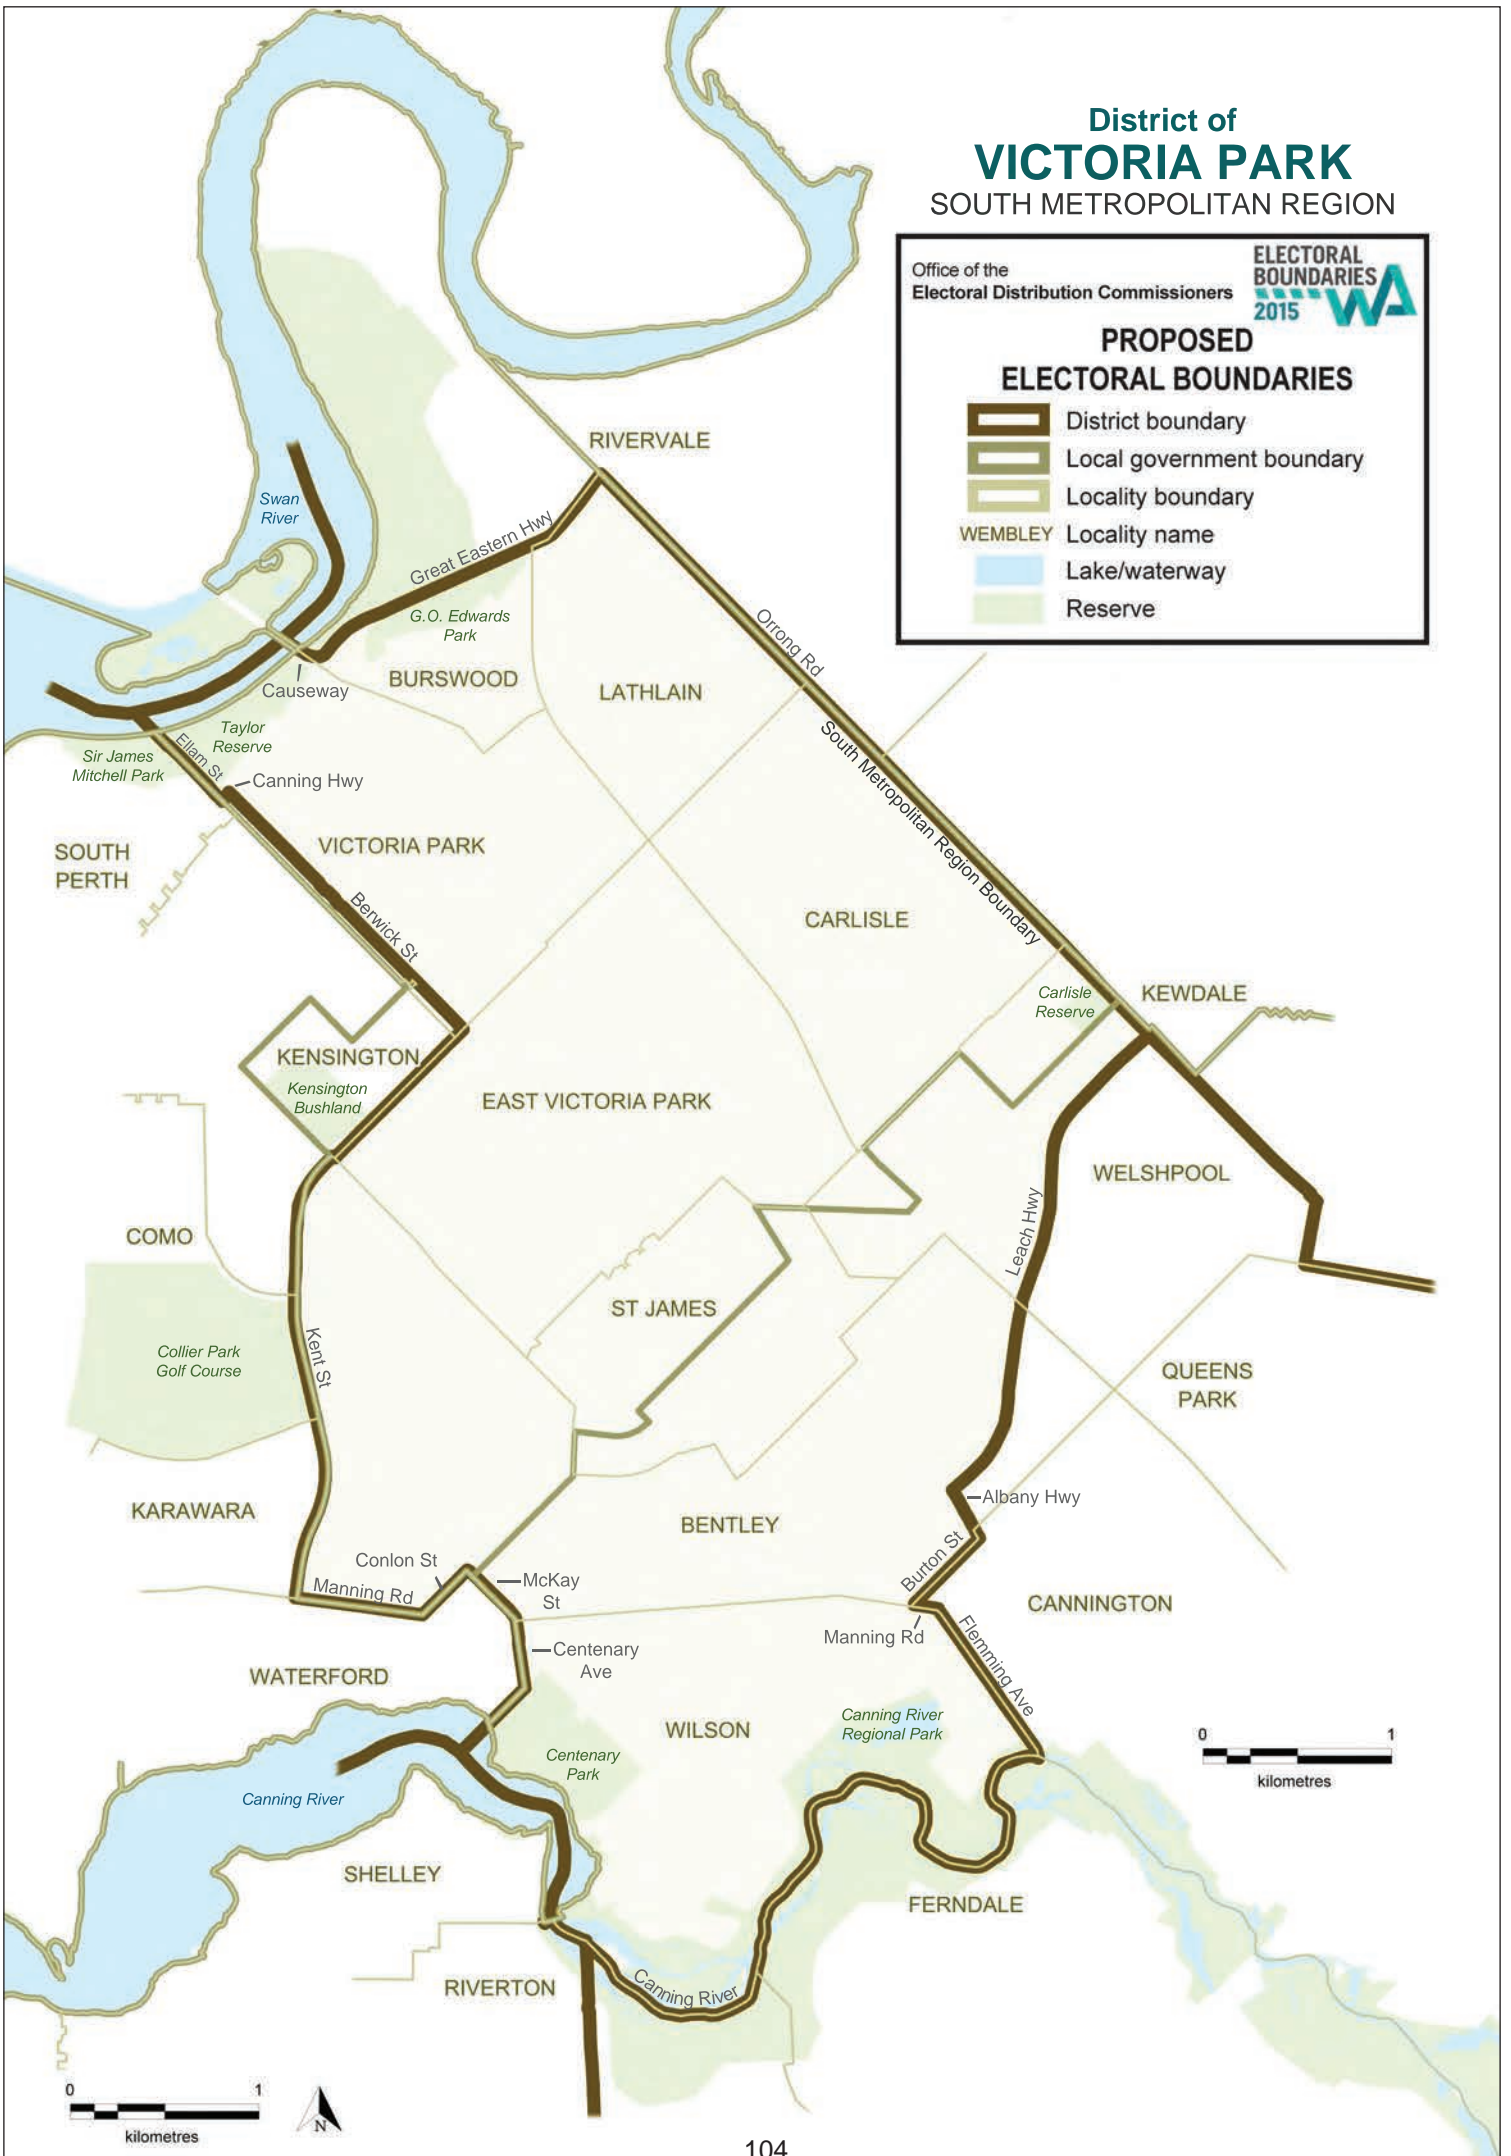 District of
VICTORIA PARK
SOUTH METROPOLITAN REGION
Office of the
Electoral Distribution Commissioners
ELECTORAL
BOUNDARIES
2015
WA
PROPOSED
ELECTORAL BOUNDARIES
District boundary
Local government boundary
Locality boundary
WEMBLEY Locality name
Lake/waterway
Reserve
RIVERVALE
Swan
River
Great Eastern Hwy
G.O. Edwards
Park
Orrong Rd
BURSWOOD
LATHLAIN
Causeway
Taylor
Reserve
Sir James
Mitchell Park
Ellam St
Canning Hwy
South Metropolitan Region Boundary
SOUTH
PERTH
VICTORIA PARK
Berwick St
CARLISLE
Carlisle
Reserve
KEWDALE
KENSINGTON
Kensington
Bushland
EAST VICTORIA PARK
WELSHPOOL
Leach Hwy
COMO
ST JAMES
Collier Park
Golf Course
Kent St
QUEENS
PARK
KARAWARA
Albany Hwy
BENTLEY
Conlon St
Manning Rd
McKay
St
Burton St
CANNINGTON
Manning Rd
Flemming Ave
Centenary
Ave
WATERFORD
WILSON
Canning River
Regional Park
Centenary
Park
Canning River
0 1
kilometres
SHELLEY
FERNDALE
RIVERTON
Canning River
0 1
kilometres
N
104